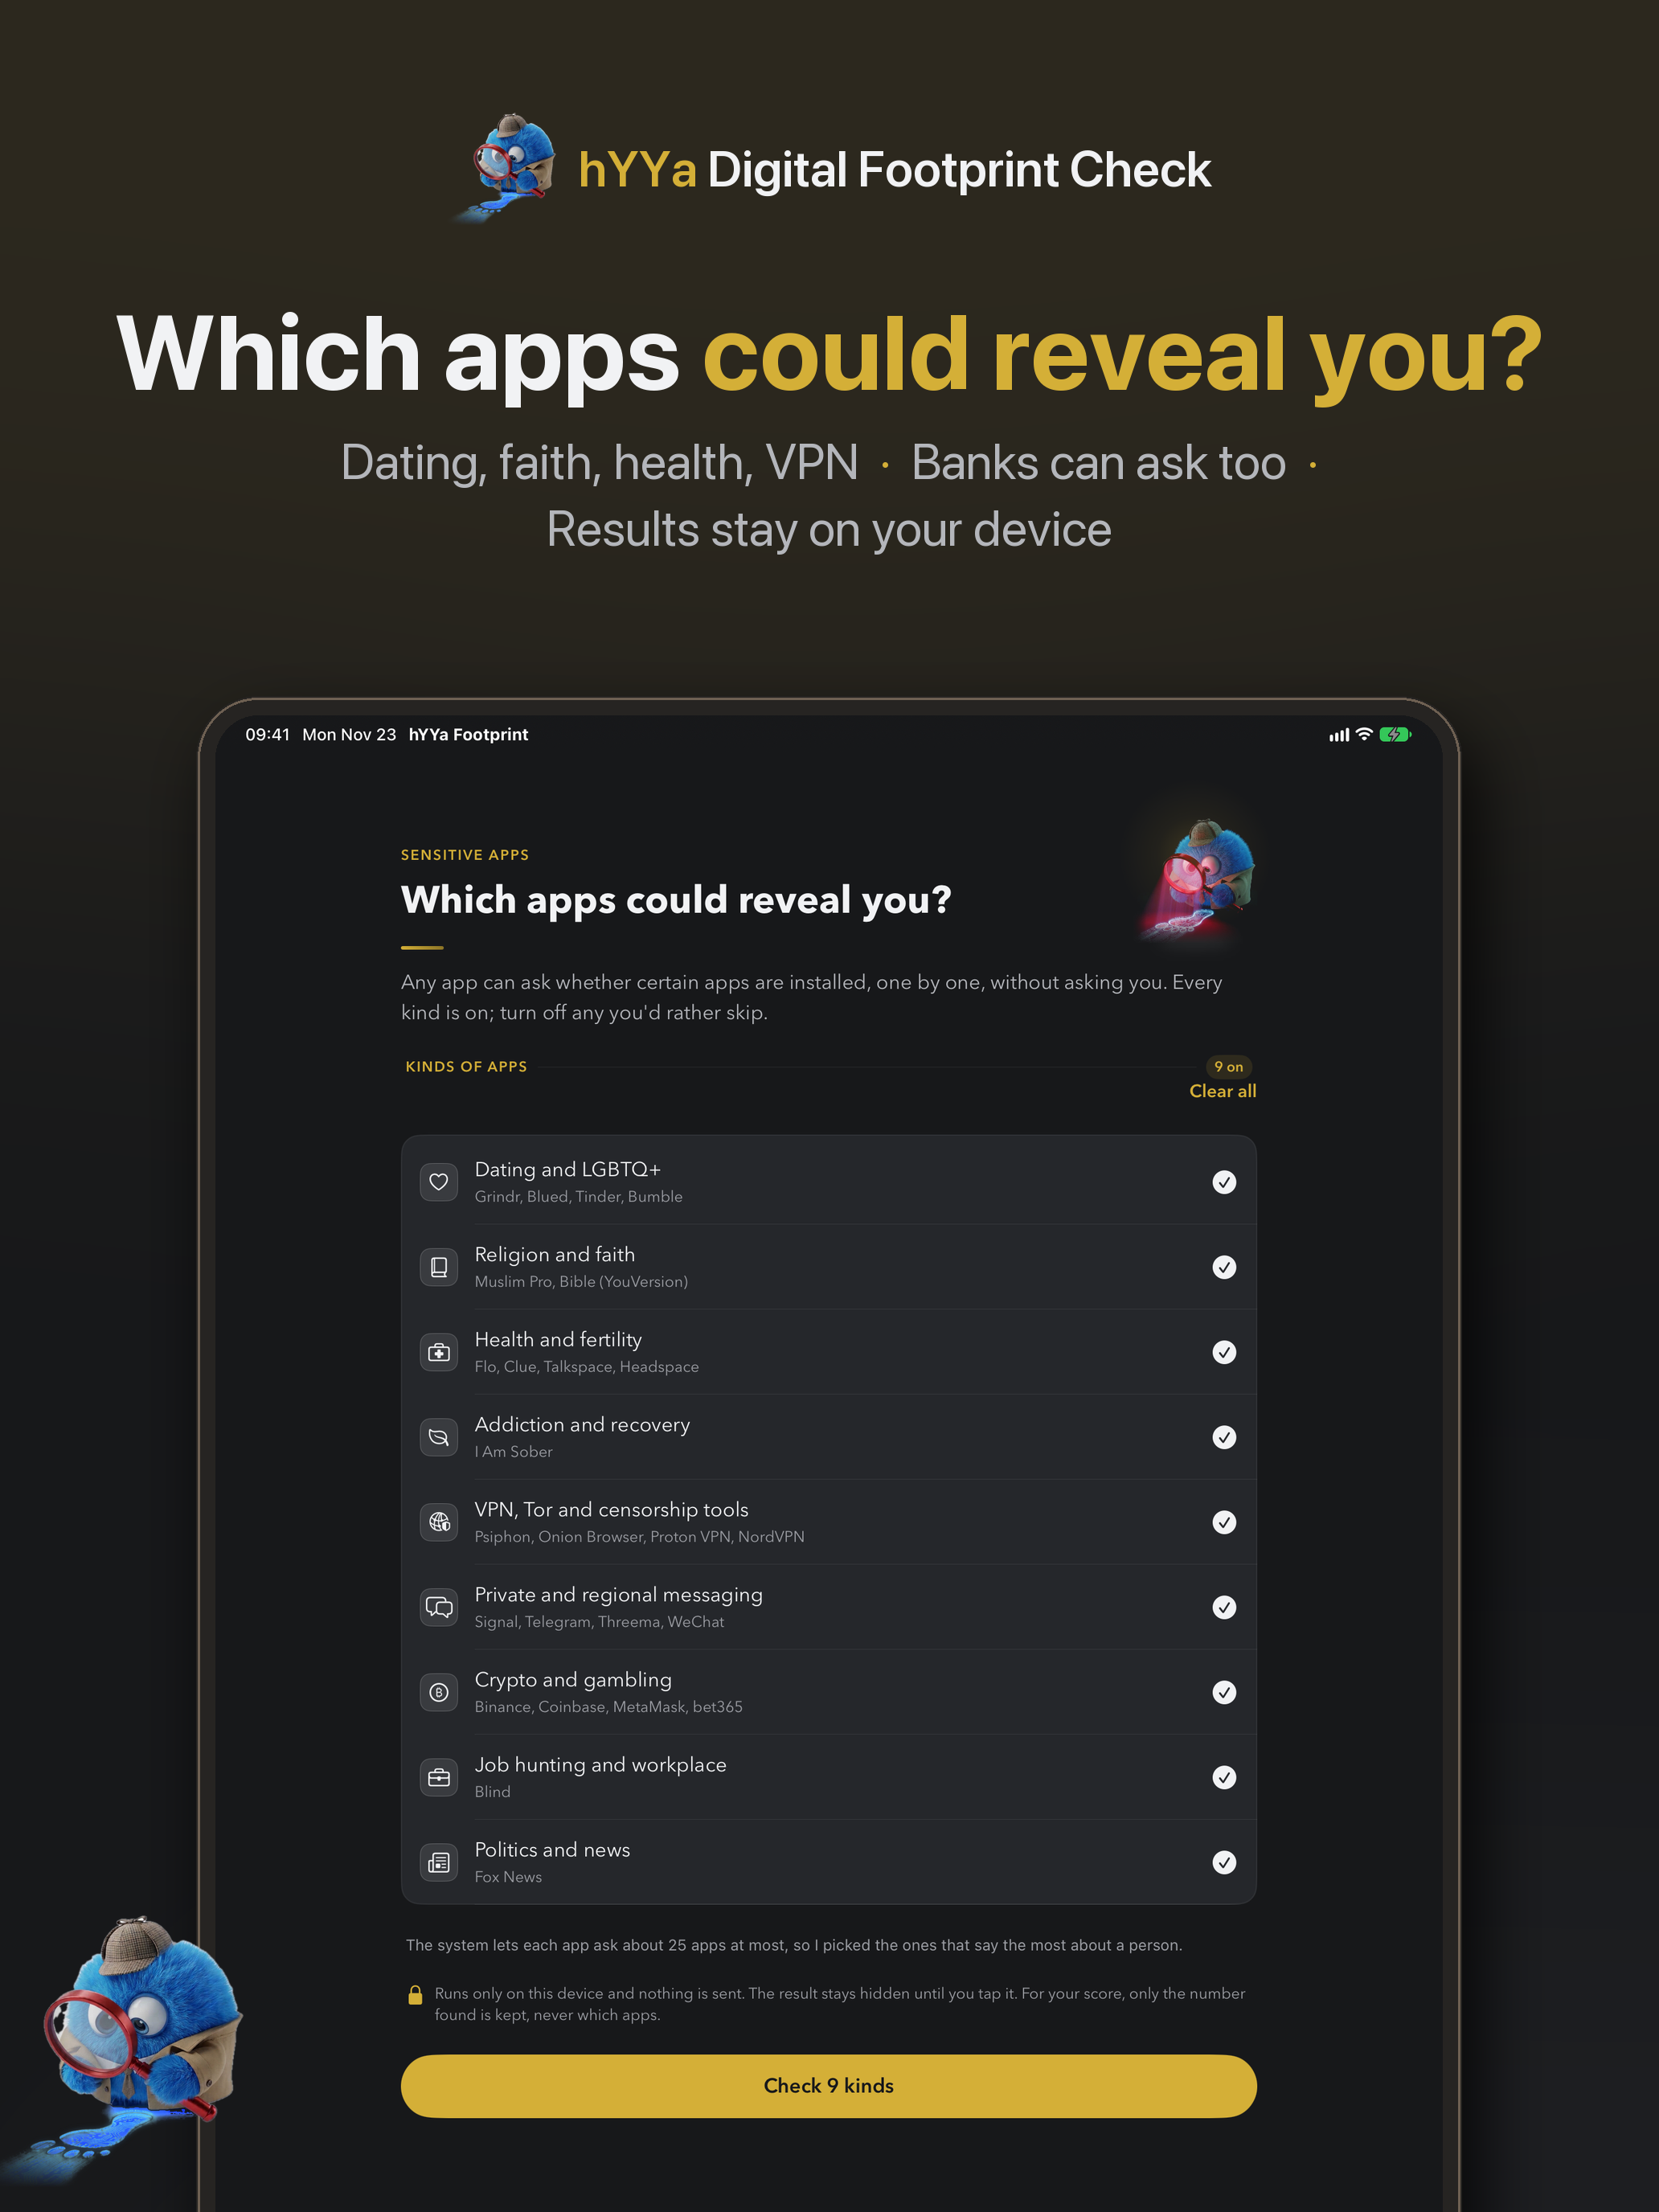 hYYa Digital Footprint Check
Which apps could reveal you?
Dating, faith, health, VPN · Banks can ask too ·
Results stay on your device
09:41 Mon Nov 23 hYYa Footprint
SENSITIVE APPS
Which apps could reveal you?
Any app can ask whether certain apps are installed, one by one, without asking you. Every
kind is on; turn off any you'd rather skip.
KINDS OF APPS
9 on
Clear all
Dating and LGBTQ+
Grindr, Blued, Tinder, Bumble
Religion and faith
Muslim Pro, Bible (YouVersion)
Health and fertility
Flo, Clue, Talkspace, Headspace
Addiction and recovery
I Am Sober
VPN, Tor and censorship tools
Psiphon, Onion Browser, Proton VPN, NordVPN
Private and regional messaging
Signal, Telegram, Threema, WeChat
Crypto and gambling
Binance, Coinbase, MetaMask, bet365
Job hunting and workplace
Blind
Politics and news
Fox News
The system lets each app ask about 25 apps at most, so I picked the ones that say the most about a person.
Runs only on this device and nothing is sent. The result stays hidden until you tap it. For your score, only the number
found is kept, never which apps.
Check 9 kinds